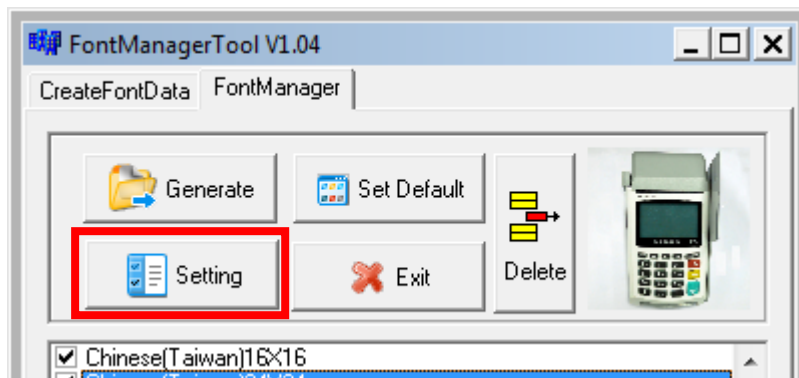 FontManagerTool V1.04
CreateFontData FontManager
Generate Set Default
Setting Exit Delete
Chinese(Taiwan)16X16